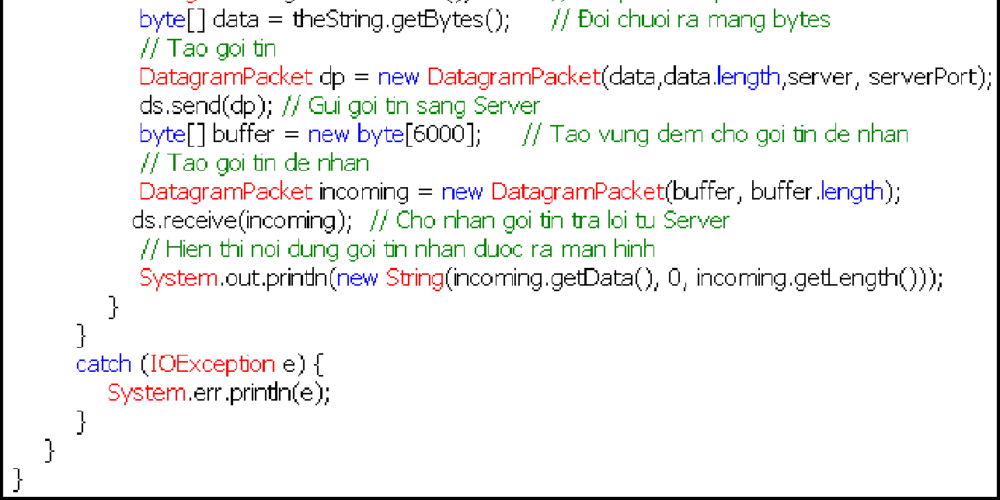 byte[] data = theString.getBytes(); // Đoi chuoi ra mang bytes
// Tao goi tin
DatagramPacket dp = new DatagramPacket(data,data.length,server, serverPort);
ds.send(dp); // Gui goi tin sang Server
byte[] buffer = new byte[6000]; // Tao vung dem cho goi tin de nhan
// Tao goi tin de nhan
DatagramPacket incoming = new DatagramPacket(buffer, buffer.length);
ds.receive(incoming); // Cho nhan goi tin tra loi tu Server
// Hien thi noi dung goi tin nhan duoc ra man hinh
System.out.println(new String(incoming.getData(), 0, incoming.getLength()));
}
}
catch (IOException e) {
System.err.println(e);
}
}
}